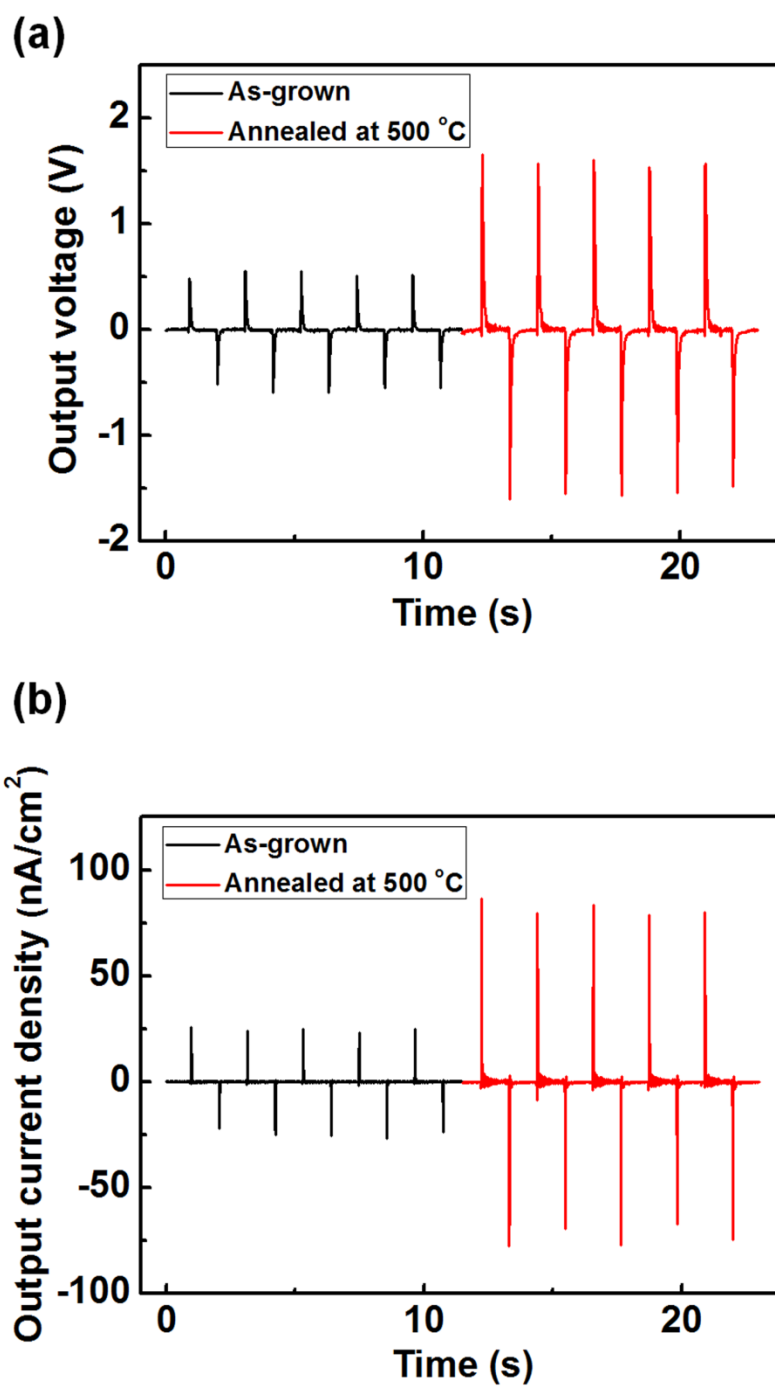 (a)
As-grown
Annealed at 500 °C
Output voltage (V)
2
1
0
-1
-2
0
10
20
Time (s)
(b)
As-grown
Annealed at 500 °C
Output current density (nA/cm²)
100
50
0
-50
-100
0
10
20
Time (s)